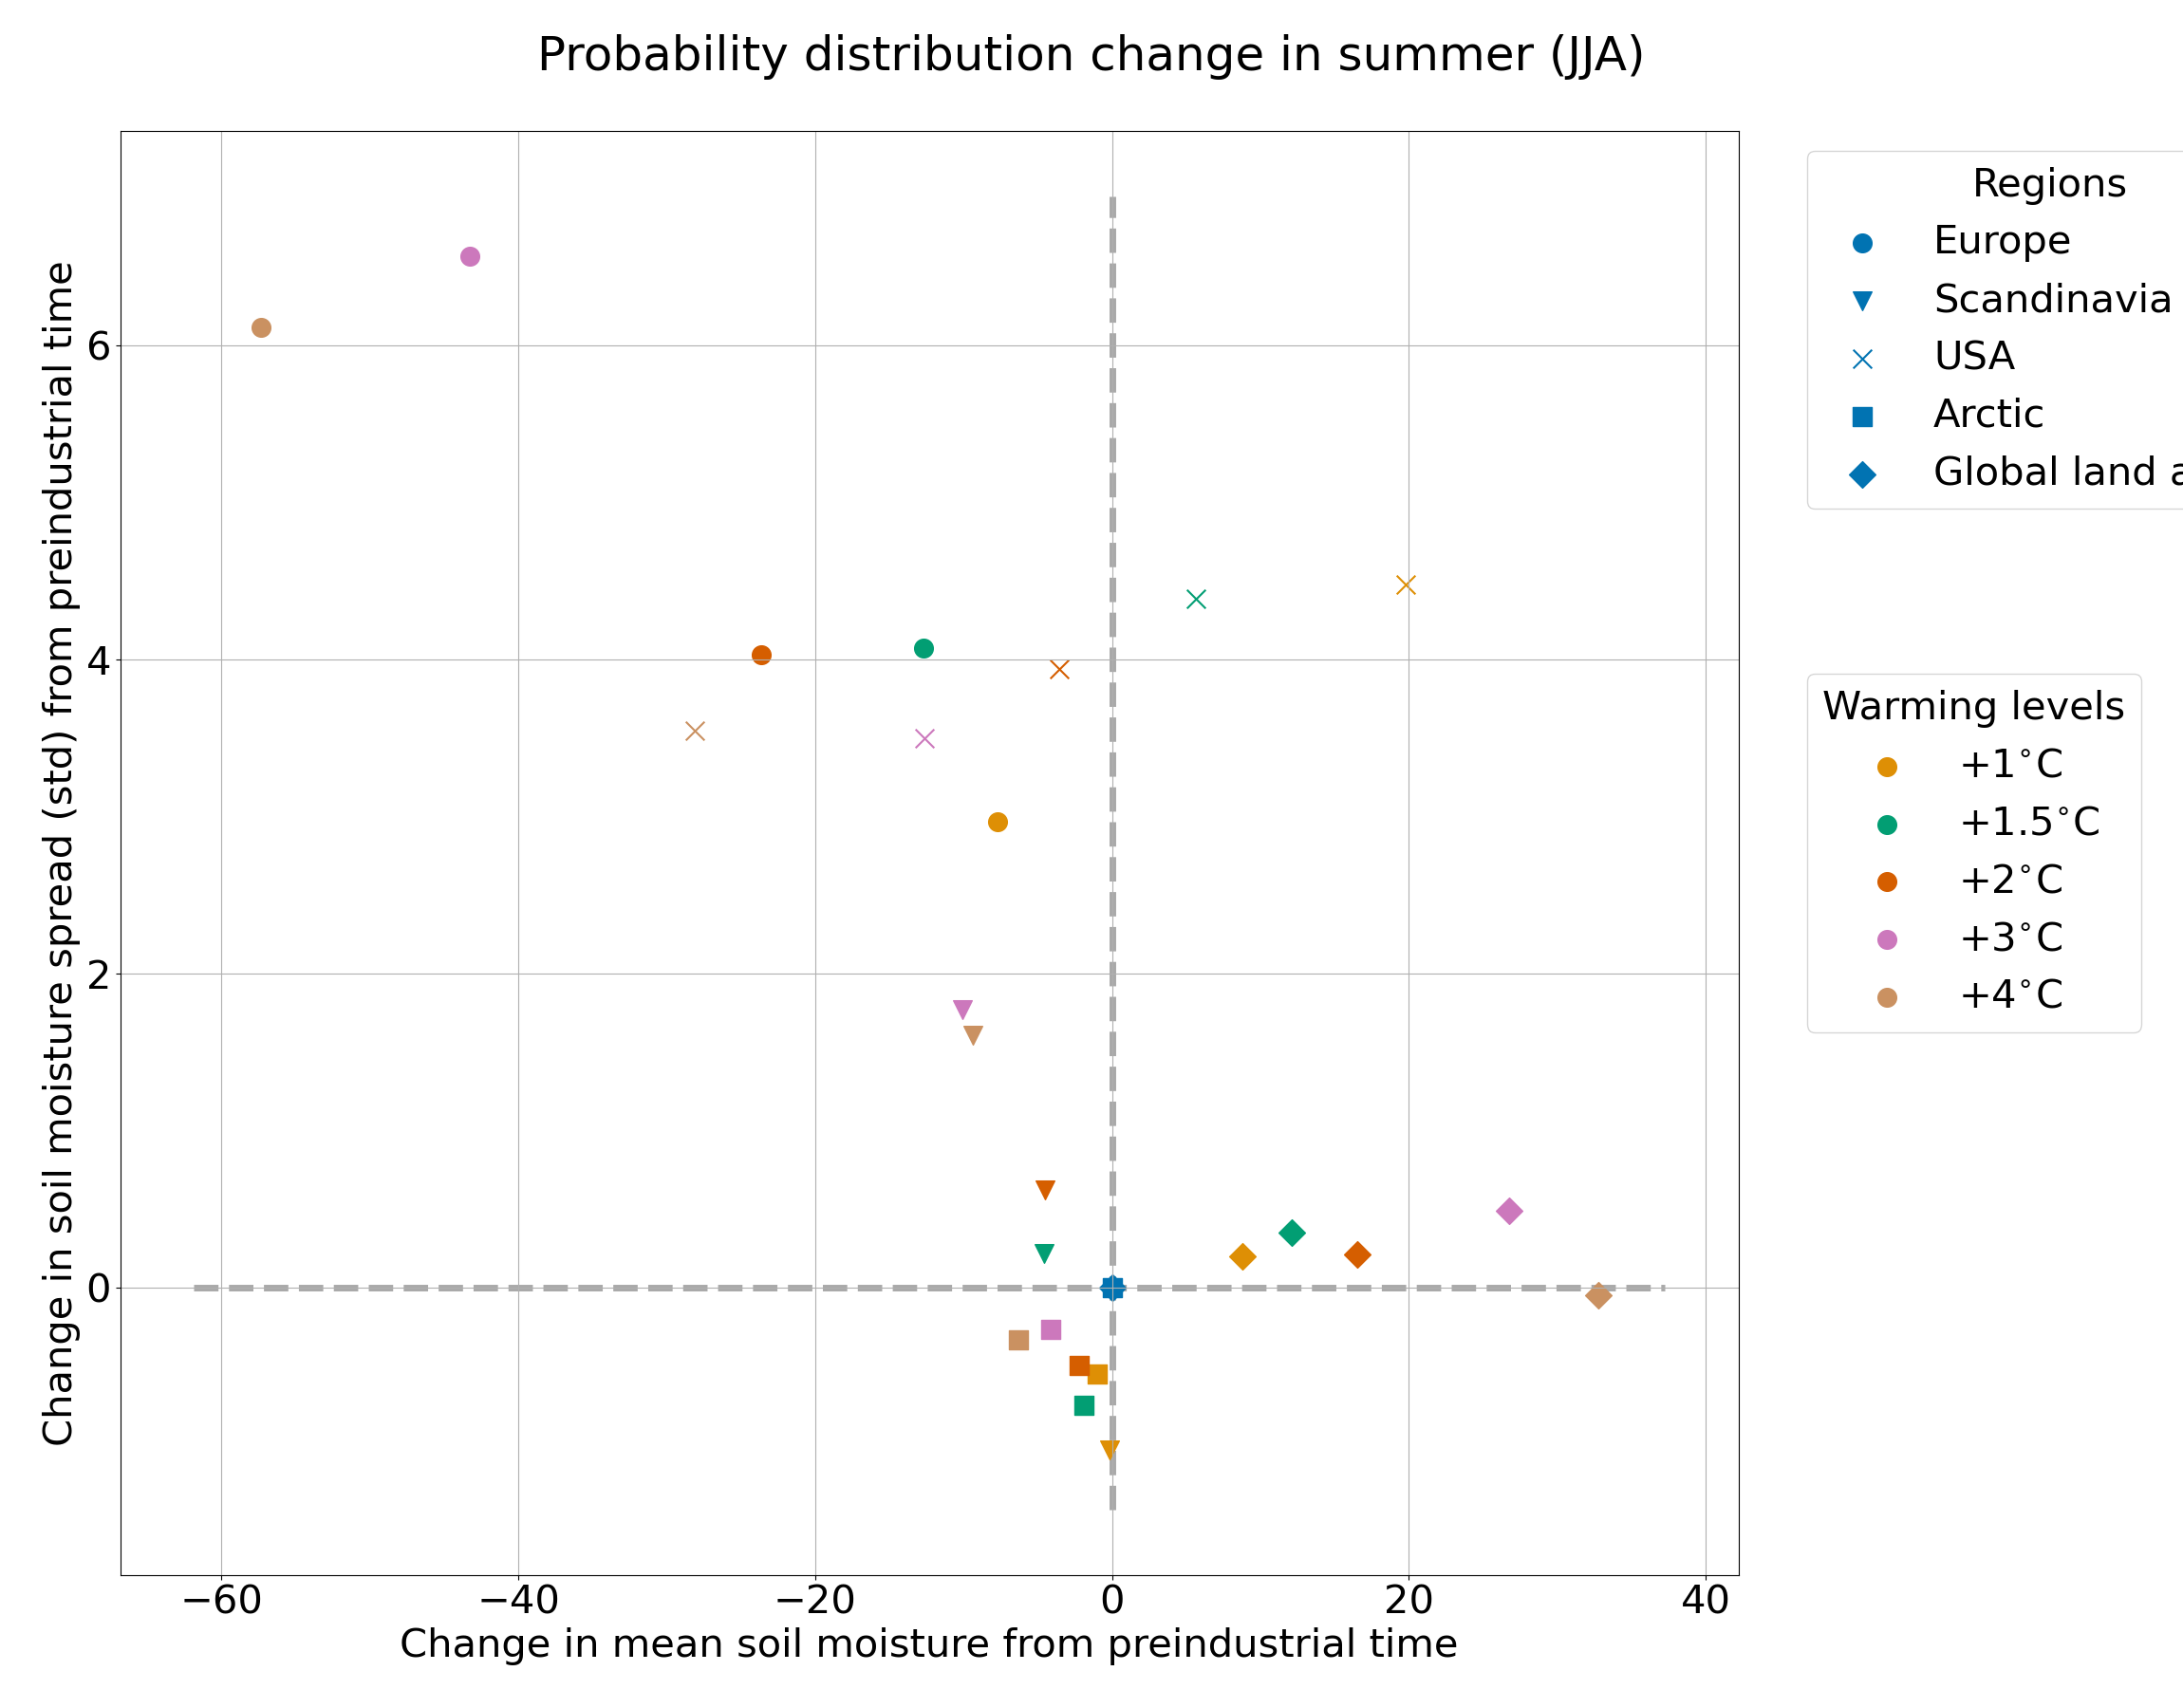 Probability distribution change in summer (JJA)
Change in soil moisture spread (std) from preindustrial time
6
4
2
0
−60
−40
−20
0
20
40
Change in mean soil moisture from preindustrial time
Regions
Europe
Scandinavia
USA
Arctic
Global land a
Warming levels
+1°C
+1.5°C
+2°C
+3°C
+4°C